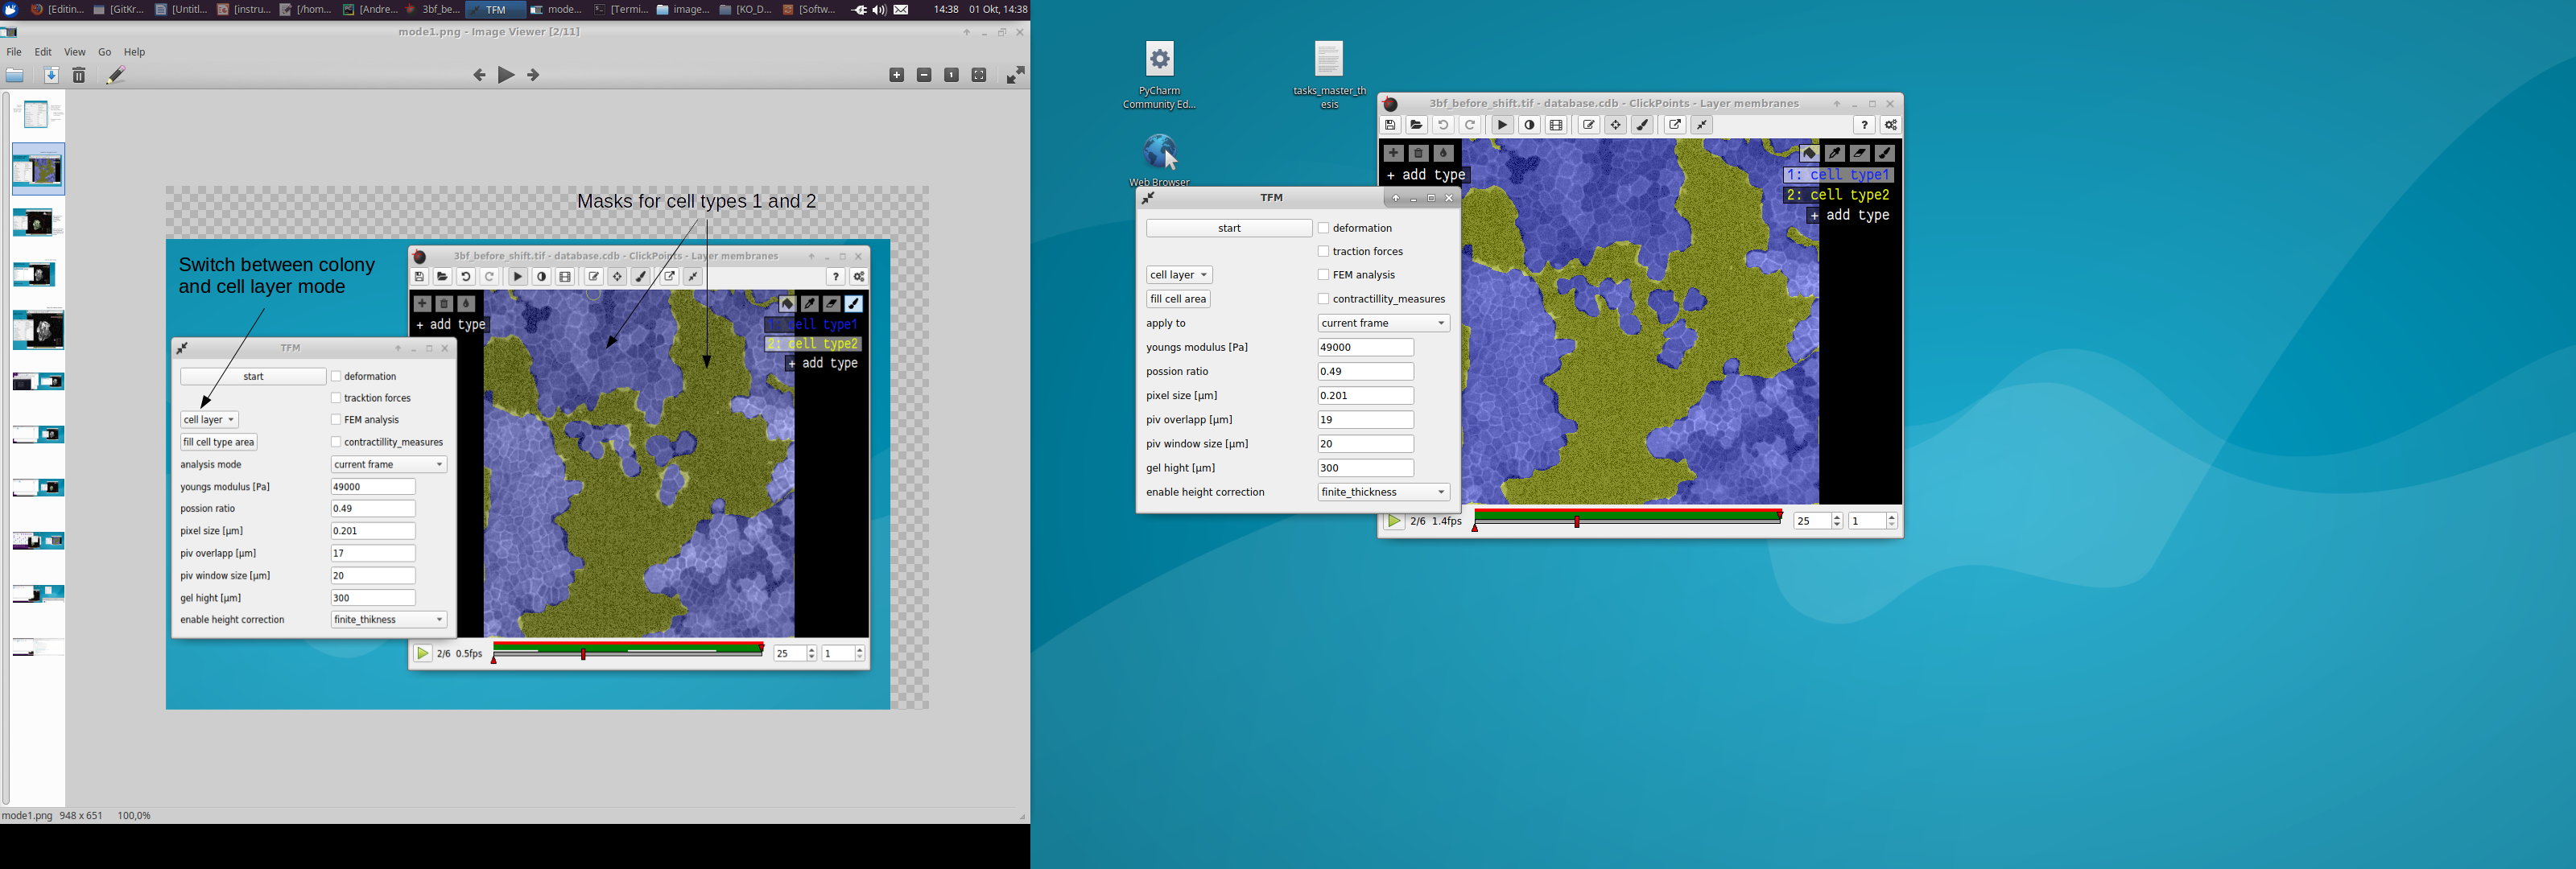 [Editin...
[GitKr...
[Untitl...
[instru...
[/hom...
[Andre...
3bf_be...
TFM
mode...
[Termi...
image...
[KO_D...
[Softw...
14:38
01 Okt, 14:38
mode1.png - Image Viewer [2/11]
File Edit View Go Help
Masks for cell types 1 and 2
Switch between colony
and cell layer mode
3bf_before_shift.tif - database.cdb - ClickPoints - Layer membranes
+ add type
cell type1
2: cell type2
+ add type
TFM
start
deformation
tracktion forces
cell layer
FEM analysis
fill cell type area
contractillity_measures
analysis mode
current frame
youngs modulus [Pa]
49000
possion ratio
0.49
pixel size [µm]
0.201
piv overlapp [µm]
17
piv window size [µm]
20
gel hight [µm]
300
enable height correction
finite_thikness
2/6 0.5fps
25
1
mode1.png 948 x 651 100,0%
PyCharm
Community Ed...
tasks_master_th
esis
Web Browser
3bf_before_shift.tif - database.cdb - ClickPoints - Layer membranes
+ add type
1: cell type1
2: cell type2
+ add type
TFM
start
deformation
traction forces
cell layer
FEM analysis
fill cell area
contractillity_measures
apply to
current frame
youngs modulus [Pa]
49000
possion ratio
0.49
pixel size [µm]
0.201
piv overlapp [µm]
19
piv window size [µm]
20
gel hight [µm]
300
enable height correction
finite_thickness
2/6 1.4fps
25
1